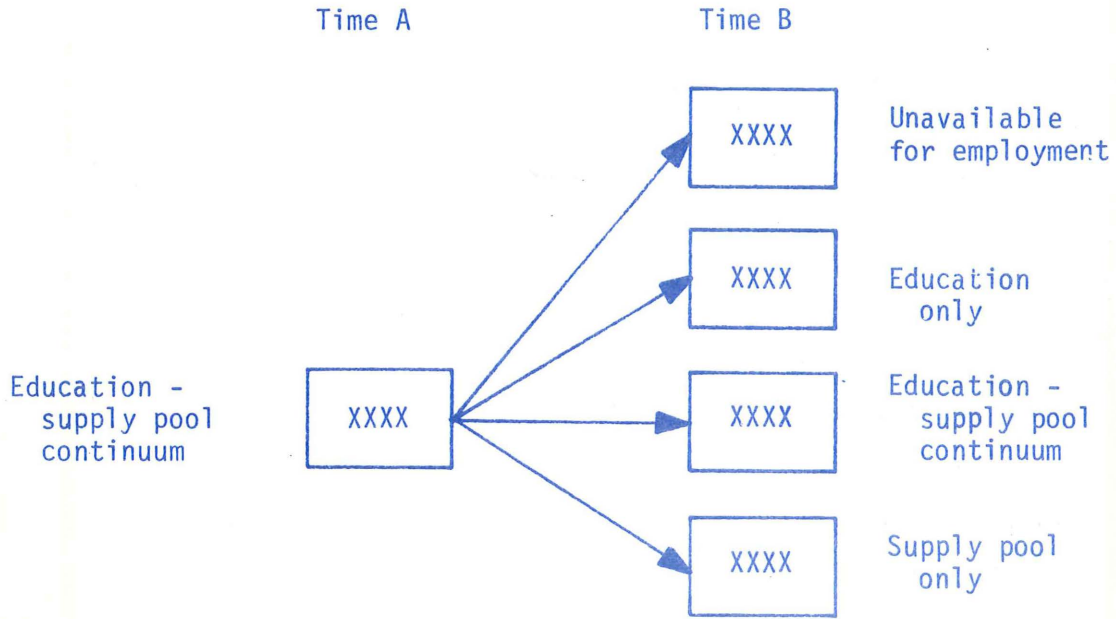 Time A
Time B
XXXX
Unavailable
for employment
XXXX
Education
only
Education -
supply pool
continuum
XXXX
XXXX
Education -
supply pool
continuum
XXXX
Supply pool
only